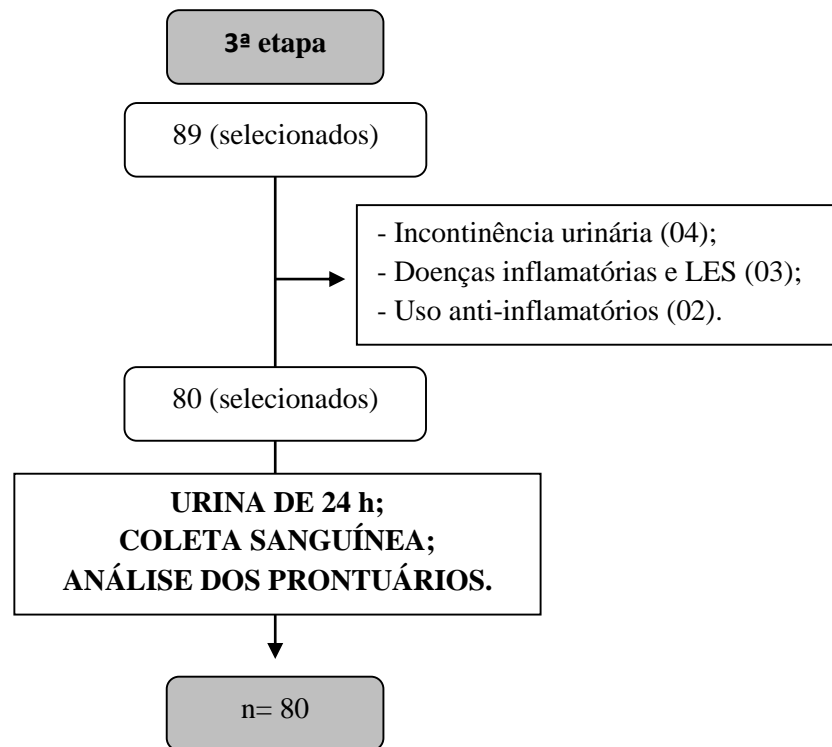 3ª etapa
89 (selecionados)
- Incontinência urinária (04);
- Doenças inflamatórias e LES (03);
- Uso anti-inflamatórios (02).
80 (selecionados)
URINA DE 24 h;
COLETA SANGUÍNEA;
ANÁLISE DOS PRONTUÁRIOS.
n= 80